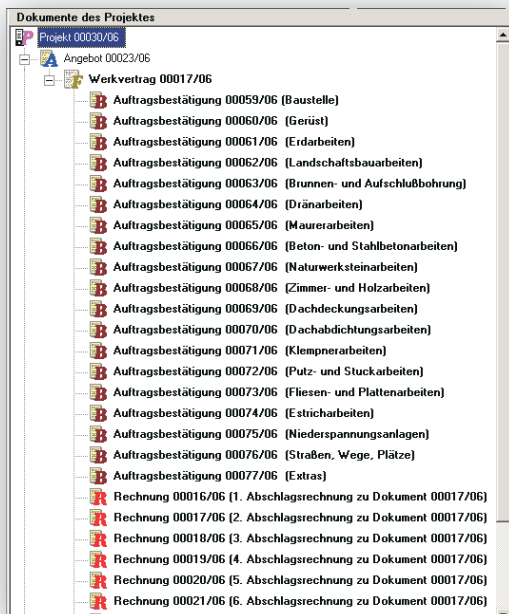 Dokumente des Projektes
Projekt 00030/06
Angebot 00023/06
Werkvertrag 00017/06
Auftragsbestätigung 00059/06 (Baustelle)
Auftragsbestätigung 00060/06 (Gerüst)
Auftragsbestätigung 00061/06 (Erdarbeiten)
Auftragsbestätigung 00062/06 (Landschaftsbauarbeiten)
Auftragsbestätigung 00063/06 (Brunnen- und Aufschlußbohrung)
Auftragsbestätigung 00064/06 (Dränarbeiten)
Auftragsbestätigung 00065/06 (Maurerarbeiten)
Auftragsbestätigung 00066/06 (Beton- und Stahlbetonarbeiten)
Auftragsbestätigung 00067/06 (Naturwerksteinarbeiten)
Auftragsbestätigung 00068/06 (Zimmer- und Holzarbeiten)
Auftragsbestätigung 00069/06 (Dachdeckungsarbeiten)
Auftragsbestätigung 00070/06 (Dachabdichtungsarbeiten)
Auftragsbestätigung 00071/06 (Klempnerarbeiten)
Auftragsbestätigung 00072/06 (Putz- und Stuckarbeiten)
Auftragsbestätigung 00073/06 (Fliesen- und Plattenarbeiten)
Auftragsbestätigung 00074/06 (Estricharbeiten)
Auftragsbestätigung 00075/06 (Niederspannungsanlagen)
Auftragsbestätigung 00076/06 (Straßen, Wege, Plätze)
Auftragsbestätigung 00077/06 (Extras)
Rechnung 00016/06 (1. Abschlagsrechnung zu Dokument 00017/06)
Rechnung 00017/06 (2. Abschlagsrechnung zu Dokument 00017/06)
Rechnung 00018/06 (3. Abschlagsrechnung zu Dokument 00017/06)
Rechnung 00019/06 (4. Abschlagsrechnung zu Dokument 00017/06)
Rechnung 00020/06 (5. Abschlagsrechnung zu Dokument 00017/06)
Rechnung 00021/06 (6. Abschlagsrechnung zu Dokument 00017/06)